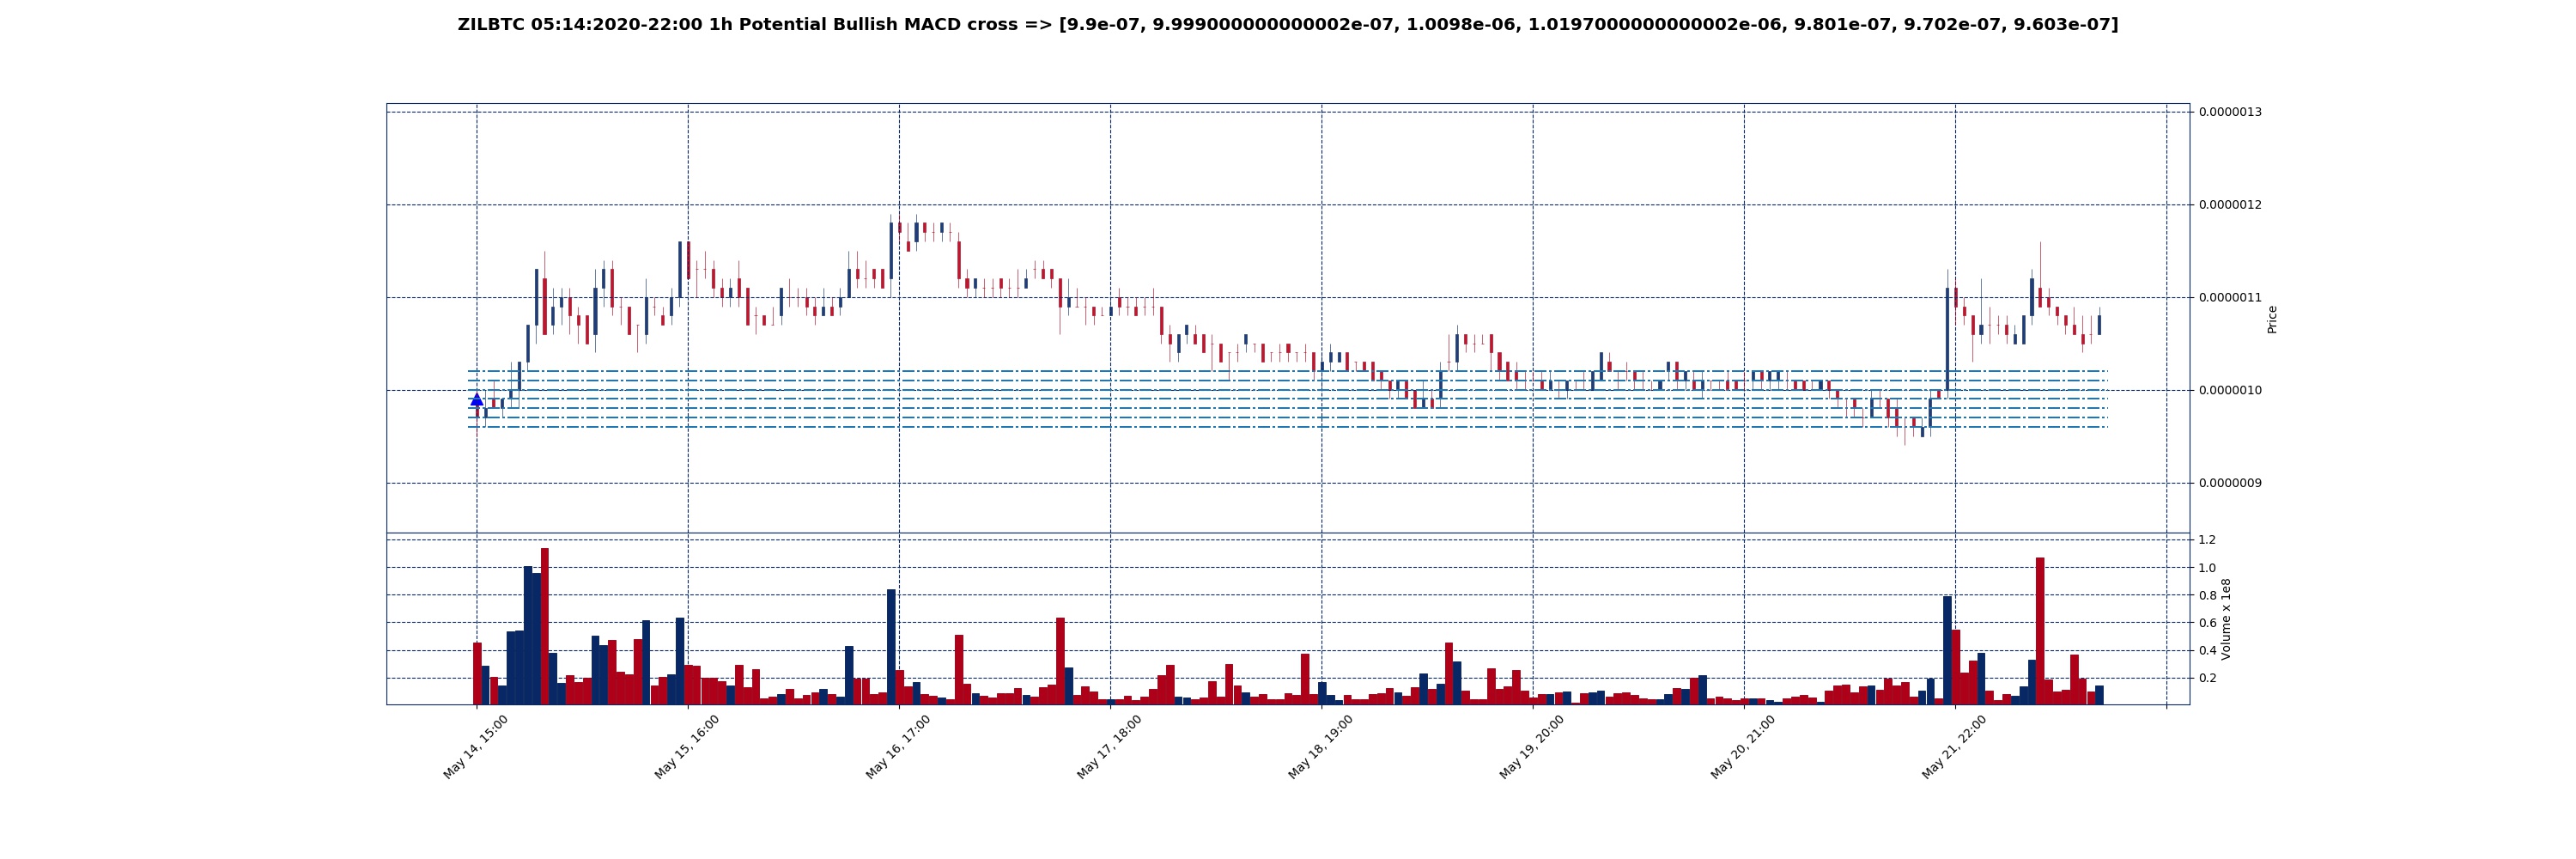 ZILBTC 05:14:2020-22:00 1h Potential Bullish MACD cross => [9.9e-07, 9.999000000000002e-07, 1.0098e-06, 1.0197000000000002e-06, 9.801e-07, 9.702e-07, 9.603e-07]
0.0000013
0.0000012
0.0000011
Price
0.0000010
0.0000009
1.2
1.0
0.8
0.6
0.4
0.2
Volume x 1e8
May 14, 15:00
May 15, 16:00
May 16, 17:00
May 17, 18:00
May 18, 19:00
May 19, 20:00
May 20, 21:00
May 21, 22:00